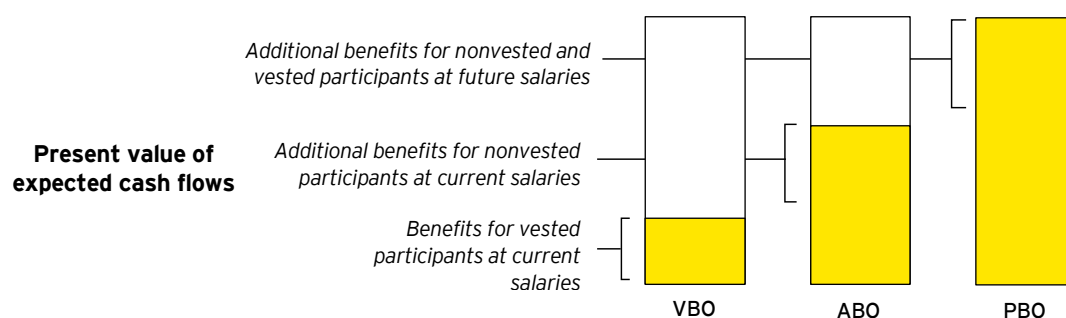 Additional benefits for nonvested and
vested participants at future salaries
Present value of
expected cash flows
Additional benefits for nonvested
participants at current salaries
Benefits for vested
participants at current
salaries
VBO
ABO
PBO